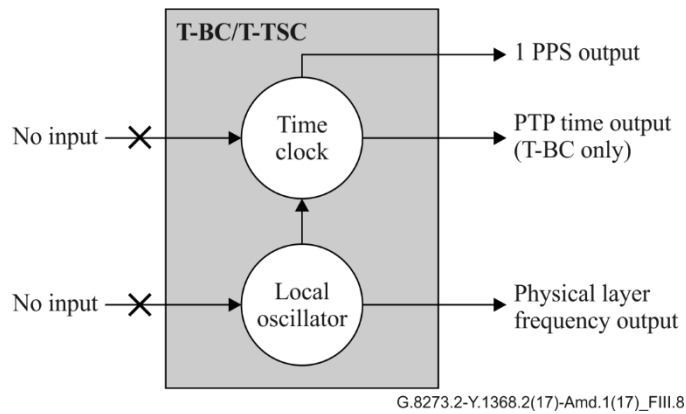 T-BC/T-TSC
1 PPS output
No input
Time
clock
PTP time output
(T-BC only)
No input
Local
oscillator
Physical layer
frequency output
G.8273.2-Y.1368.2(17)-Amd.1(17)_FIII.8